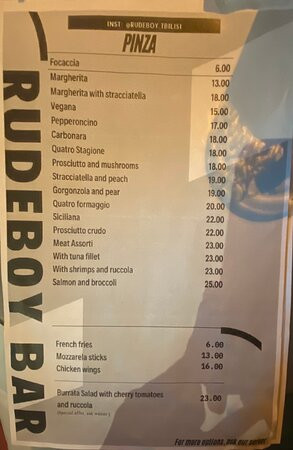 INST: @RUDEBOY.TBILISI
PINZA
Focaccia 6.00
Margherita 13.00
Margherita with stracciatella 18.00
Vegana 15.00
Pepperoncino 17.00
Carbonara 18.00
Quatro Stagione 18.00
Prosciutto and mushrooms 18.00
Stracciatella and peach 19.00
Gorgonzola and pear 19.00
Quatro formaggio 20.00
Siciliana 22.00
Prosciutto crudo 22.00
Meat Assorti 23.00
With tuna fillet 23.00
With shrimps and ruccola 23.00
Salmon and broccoli 25.00
French fries 6.00
Mozzarela sticks 13.00
Chicken wings 16.00
Burrata Salad with cherry tomatoes 23.00
and ruccola
For more options, ask our server
RUDEBOY BAR